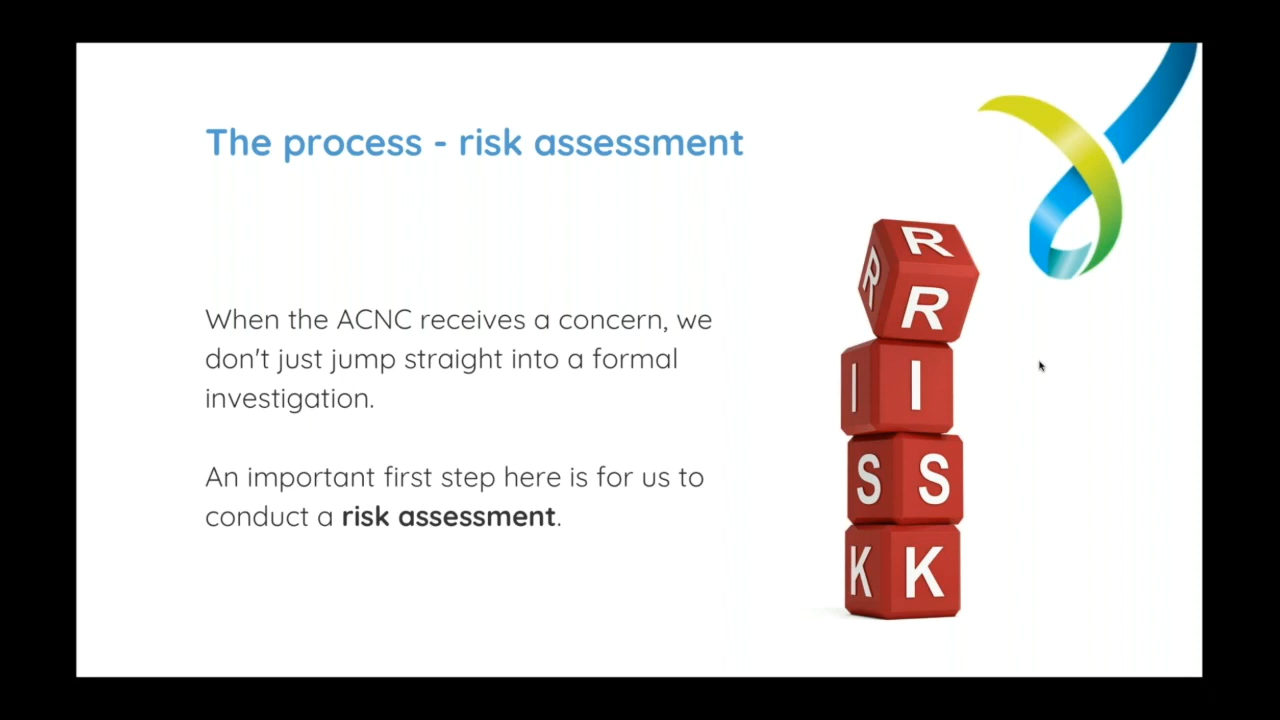 The process - risk assessment
When the ACNC receives a concern, we
don't just jump straight into a formal
investigation.
An important first step here is for us to
conduct a risk assessment.
R
R
R
I
I
S
S
K
K